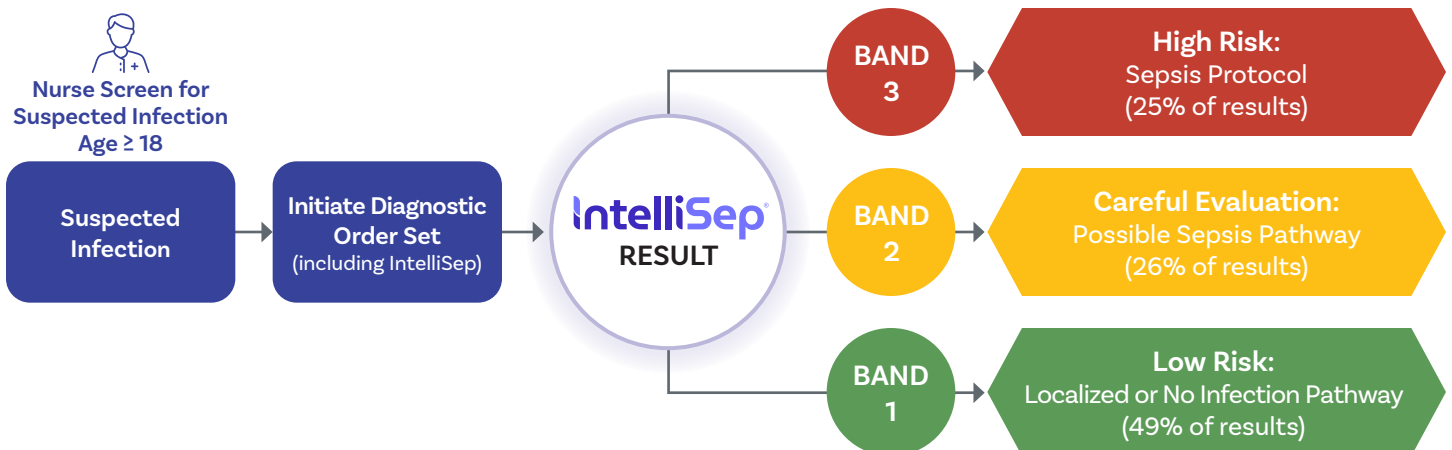 Nurse Screen for
Suspected Infection
Age ≥ 18
Suspected
Infection
Initiate Diagnostic
Order Set
(including IntelliSep)
IntelliSep®
RESULT
BAND
3
High Risk:
Sepsis Protocol
(25% of results)
BAND
2
Careful Evaluation:
Possible Sepsis Pathway
(26% of results)
BAND
1
Low Risk:
Localized or No Infection Pathway
(49% of results)